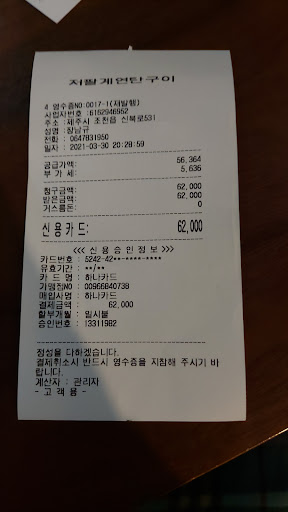 저팔계연탄구이
4 영수증NO:0017-1(재발행)
사업자번호:6162946952
주소 :제주시 조천읍 신북로531
성명 :장남규
전화 : 0647831950
일자 : 2021-03-30 20:28:59
공급가액: 56,364
부 가 세: 5,636
청구금액: 62,000
받은금액: 62,000
거스름돈: 0
신용카드: 62,000
<<< 신용승인정보 >>>
카드번호 : 5242-42**-****-****
유효기간 : **/**
카 드 명 : 하나카드
가맹점NO : 00966840738
매입사명 : 하나카드
결제금액 : 62,000
할부개월 : 일시불
승인번호 : 13311982
정성을 다하겠습니다.
결제취소시 반드시 영수증을 지참해 주시기 바
랍니다.
계산자 : 관리자
- 고 객 용 -